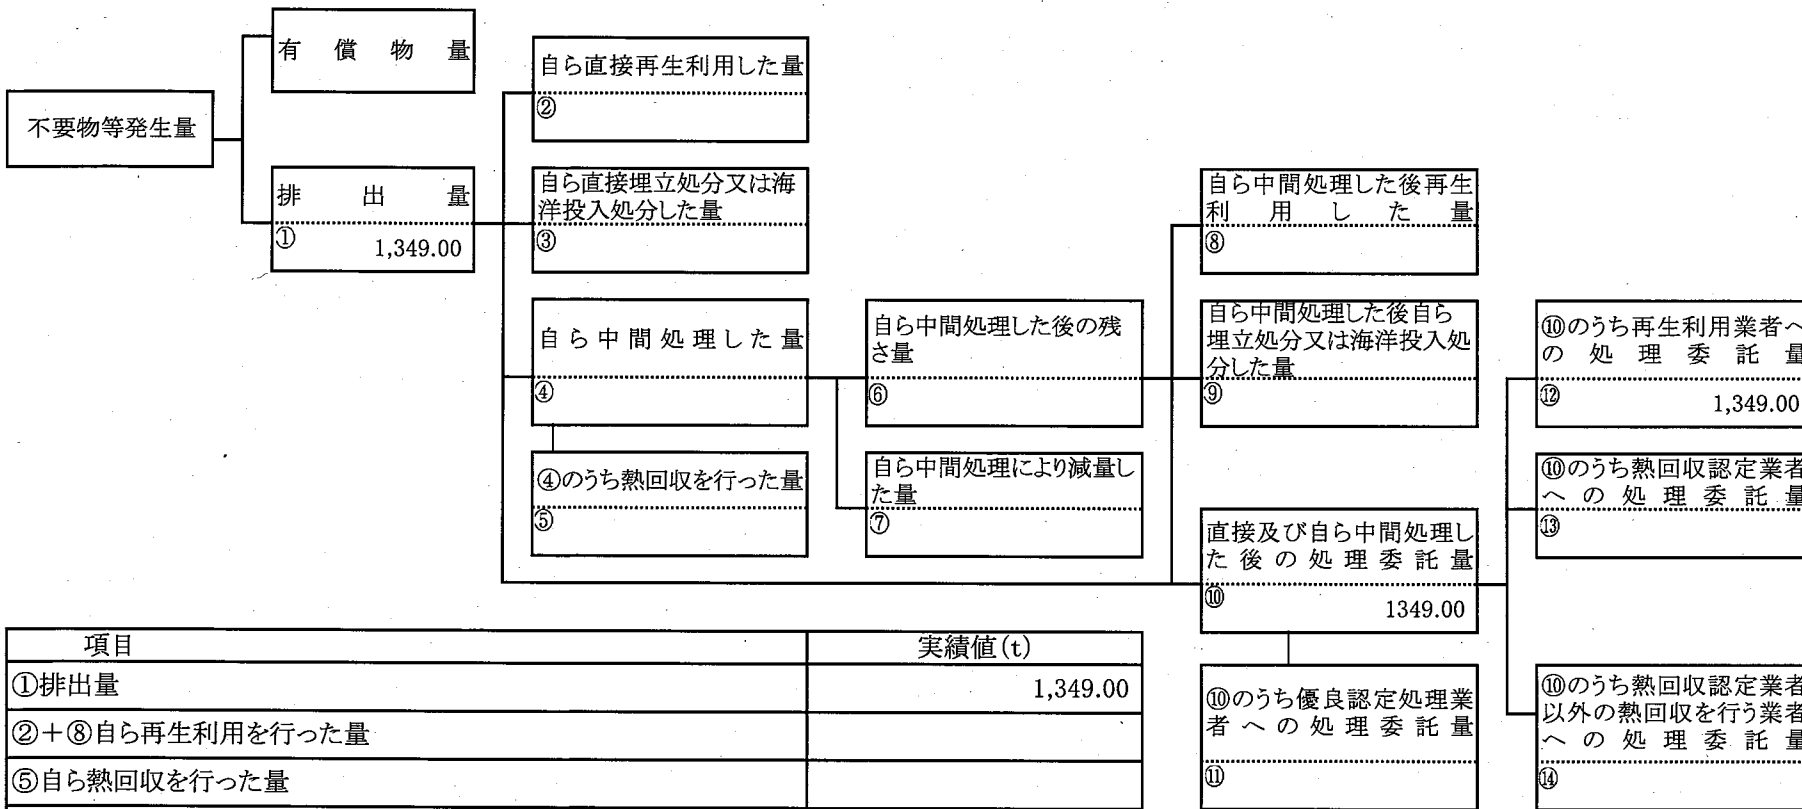 有償物量
不要物等発生量
排出量
①
1,349.00
自ら直接再生利用した量
②
自ら直接埋立処分又は海
洋投入処分した量
③
自ら中間処理した量
④
④のうち熱回収を行った量
⑤
自ら中間処理した後の残
さ量
⑥
自ら中間処理により減量し
た量
⑦
自ら中間処理した後再生
利用した量
⑧
自ら中間処理した後自ら
埋立処分又は海洋投入処
分した量
⑨
直接及び自ら中間処理し
た後の処理委託量
⑩
1349.00
⑩のうち優良認定処理業
者への処理委託量
⑪
⑩のうち再生利用業者へ
の処理委託量
⑫
1,349.00
⑩のうち熱回収認定業者
への処理委託量
⑬
⑩のうち熱回収認定業者
以外の熱回収を行う業者
への処理委託量
⑭
項目 実績値(t)
①排出量 1,349.00
②+⑧自ら再生利用を行った量
⑤自ら熱回収を行った量